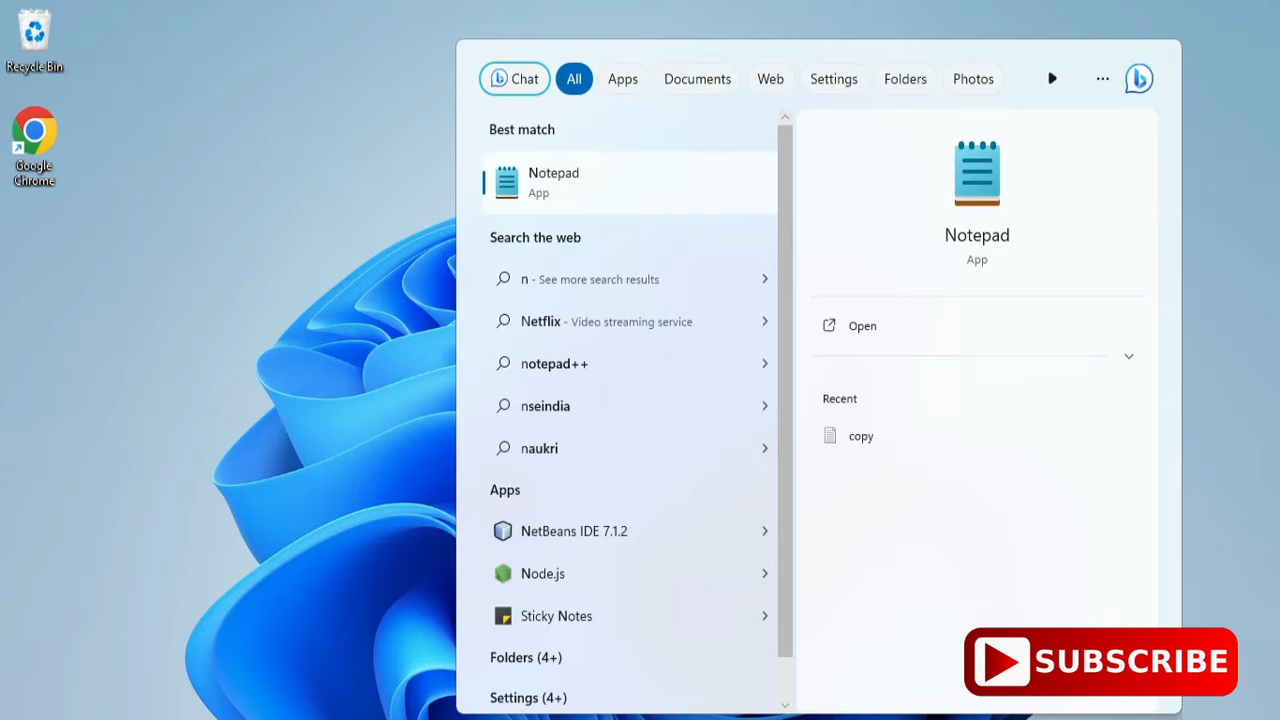 Recycle Bin
Google
Chrome
Chat
All
Apps
Documents
Web
Settings
Folders
Photos
Best match
Notepad
App
Search the web
n - See more search results
Netflix - Video streaming service
notepad++
nseindia
naukri
Apps
NetBeans IDE 7.1.2
Node.js
Sticky Notes
Folders (4+)
Settings (4+)
Notepad
App
Open
Recent
copy
SUBSCRIBE